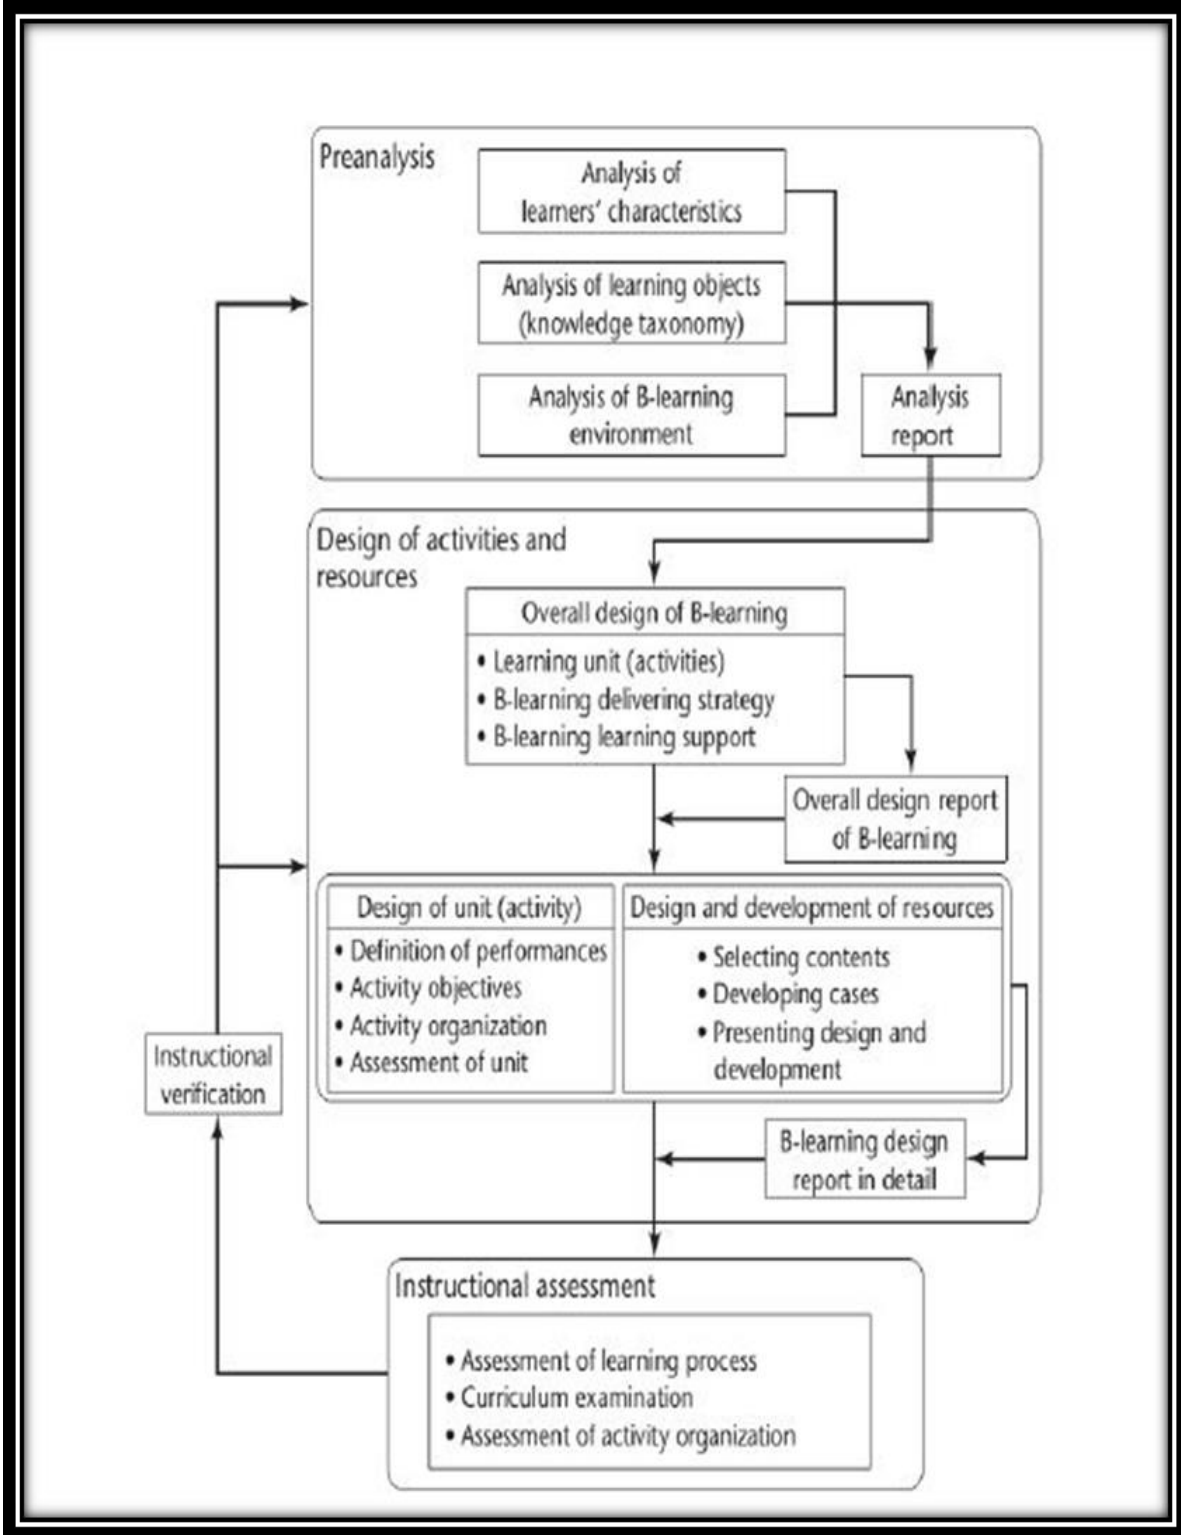 Preanalysis
Analysis of
learners' characteristics
Analysis of learning objects
(knowledge taxonomy)
Analysis of B-learning
environment
Analysis
report
Design of activities and
resources
Overall design of B-learning
• Learning unit (activities)
• B-learning delivering strategy
• B-learning learning support
Overall design report
of B-learning
Design of unit (activity)
• Definition of performances
• Activity objectives
• Activity organization
• Assessment of unit
Design and development of resources
• Selecting contents
• Developing cases
• Presenting design and
development
Instructional
verification
B-learning design
report in detail
Instructional assessment
• Assessment of learning process
• Curriculum examination
• Assessment of activity organization